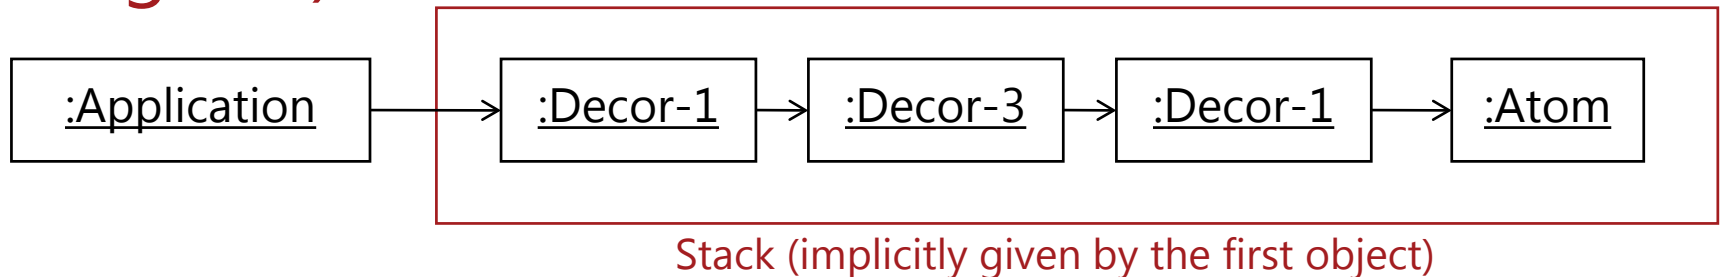 :Application :Decor-1 :Decor-3 :Decor-1 :Atom
Stack (implicitly given by the first object)